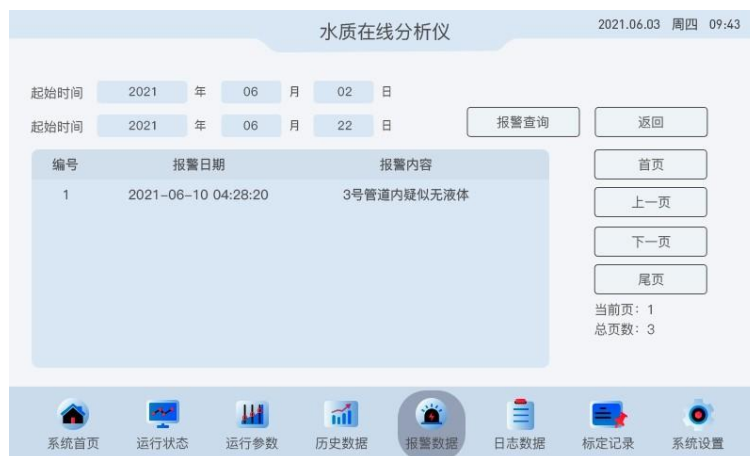 水质在线分析仪
2021.06.03 周四 09:43
起始时间 2021 年 06 月 02 日
起始时间 2021 年 06 月 22 日
报警查询
返回
编号 报警日期 报警内容
1 2021-06-10 04:28:20 3号管道内疑似无液体
首页
上一页
下一页
尾页
当前页：1
总页数：3
系统首页 运行状态 运行参数 历史数据 报警数据 日志数据 标定记录 系统设置